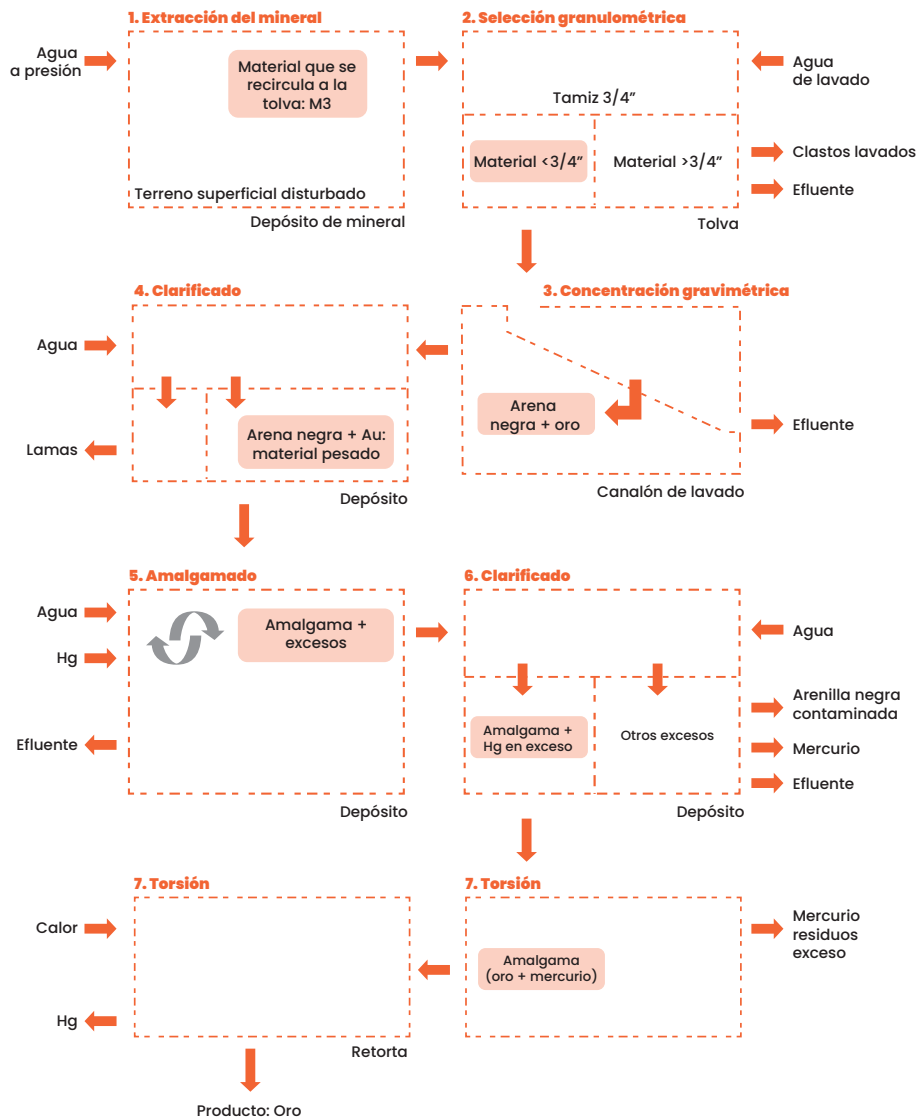 1. Extracción del mineral
Agua
a presión
Material que se
recircula a la
tolva: M3
Terreno superficial disturbado
Depósito de mineral
2. Selección granulométrica
Agua
de lavado
Tamiz 3/4”
Material <3/4”
Material >3/4”
Clastos lavados
Efluente
Tolva
4. Clarificado
Agua
Lamas
Arena negra + Au:
material pesado
Depósito
3. Concentración gravimétrica
Arena
negra + oro
Efluente
Canalón de lavado
5. Amalgamado
Agua
Hg
Amalgama +
excesos
Efluente
Depósito
6. Clarificado
Agua
Amalgama +
Hg en exceso
Otros excesos
Arenilla negra
contaminada
Mercurio
Efluente
Depósito
7. Torsión
Calor
Hg
Retorta
Producto: Oro
7. Torsión
Amalgama
(oro + mercurio)
Mercurio
residuos
exceso